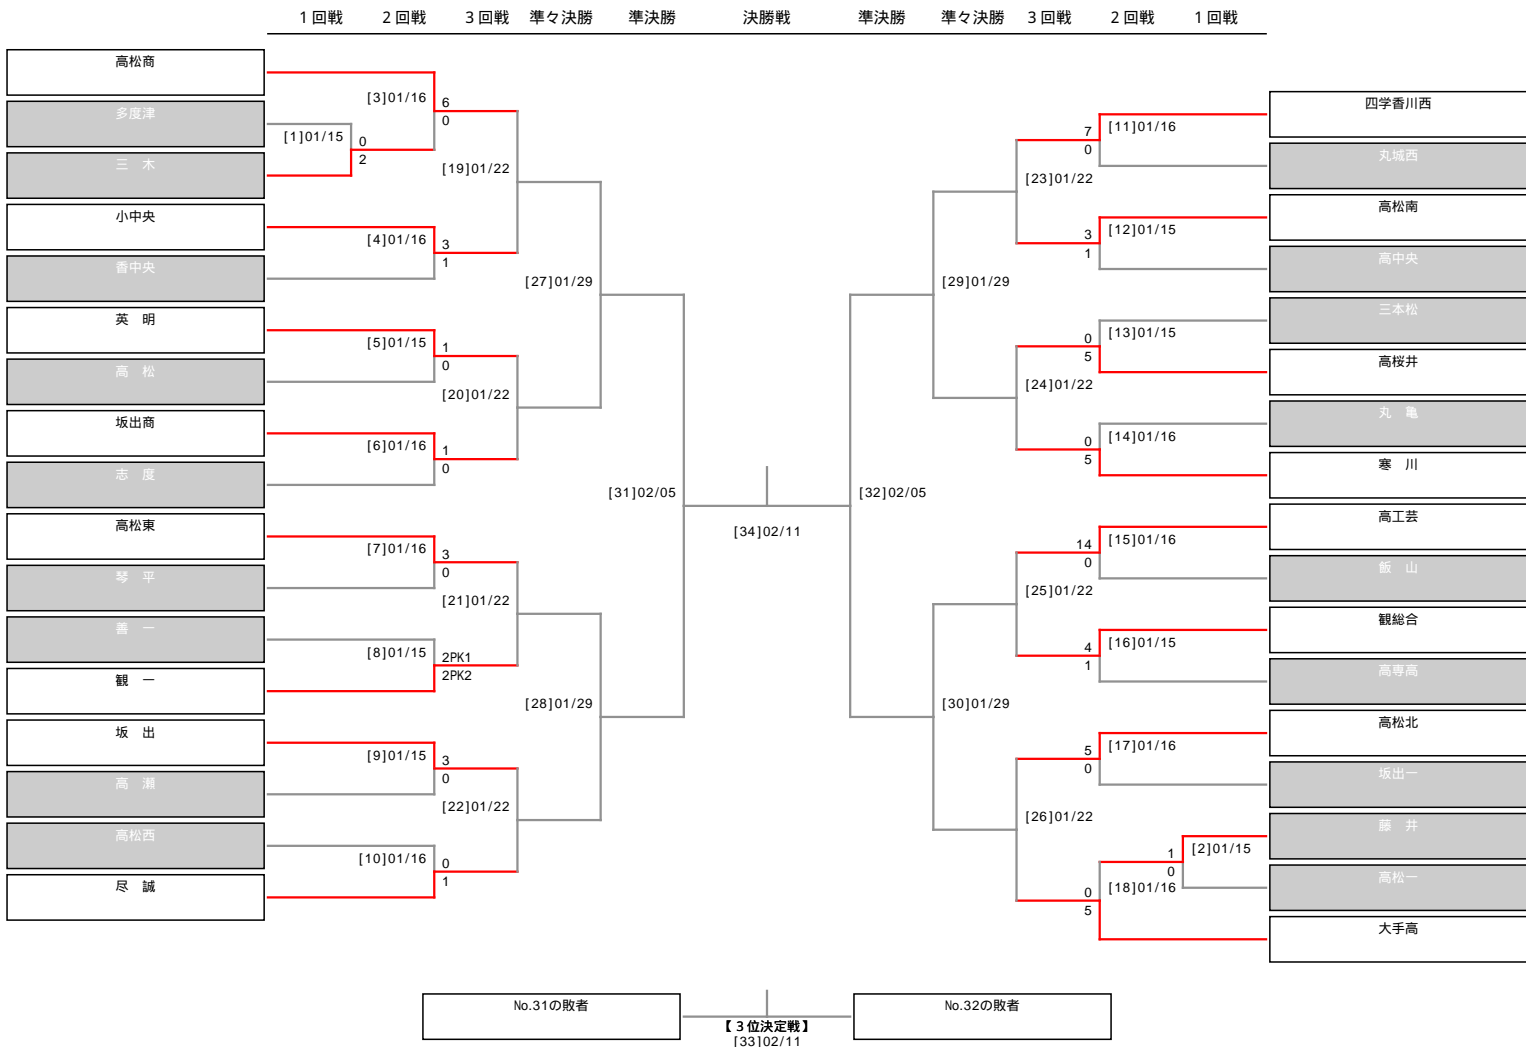 1回戦 2回戦 3回戦 準々決勝 準決勝 決勝戦 準決勝 準々決勝 3回戦 2回戦 1回戦
高松商
多度津
三 木
小中央
香中央
英 明
高 松
坂出商
志 度
高松東
琴 平
善 一
観 一
坂 出
高 瀬
高松西
尽 誠
[1]01/15
0
2
[3]01/16
6
0
[4]01/16
3
1
[5]01/15
1
0
[6]01/16
1
0
[7]01/16
3
0
[8]01/15
2PK1
2PK2
[9]01/15
3
0
[10]01/16
0
1
[19]01/22
[20]01/22
[21]01/22
[22]01/22
[27]01/29
[28]01/29
[31]02/05
[34]02/11
[32]02/05
[29]01/29
[30]01/29
[23]01/22
[24]01/22
[25]01/22
[26]01/22
7
0
[11]01/16
3
1
[12]01/15
0
5
[13]01/15
0
5
[14]01/16
14
0
[15]01/16
4
1
[16]01/15
5
0
[17]01/16
1
0
[2]01/15
0
5
[18]01/16
四学香川西
丸城西
高松南
高中央
三本松
高桜井
丸 亀
寒 川
高工芸
飯 山
観総合
高専高
高松北
坂出一
藤 井
高松一
大手高
No.31の敗者
No.32の敗者
【3位決定戦】
[33]02/11